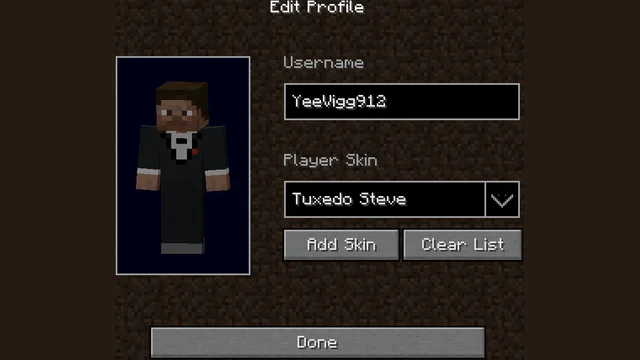 Edit Profile
Username
YeeVigg912
Player Skin
Tuxedo Steve
Add Skin
Clear List
Done